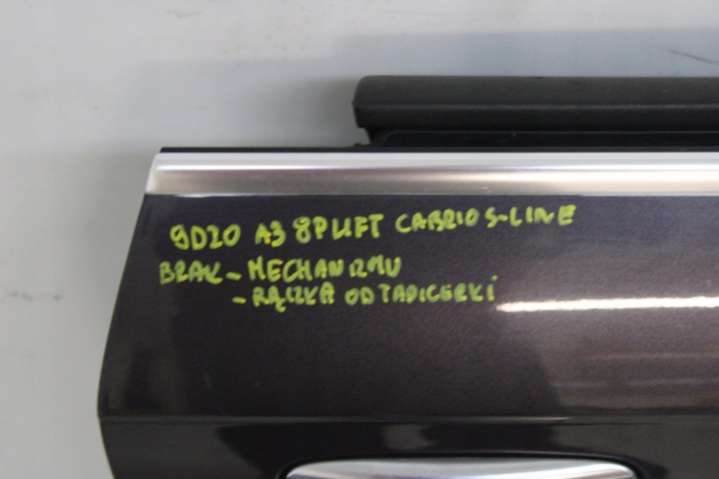 9D20 A3 8P LIFT CABRIO S-LINE
BRAK - MECHANIZMU
- RĄCZKA OD TAPICERKI